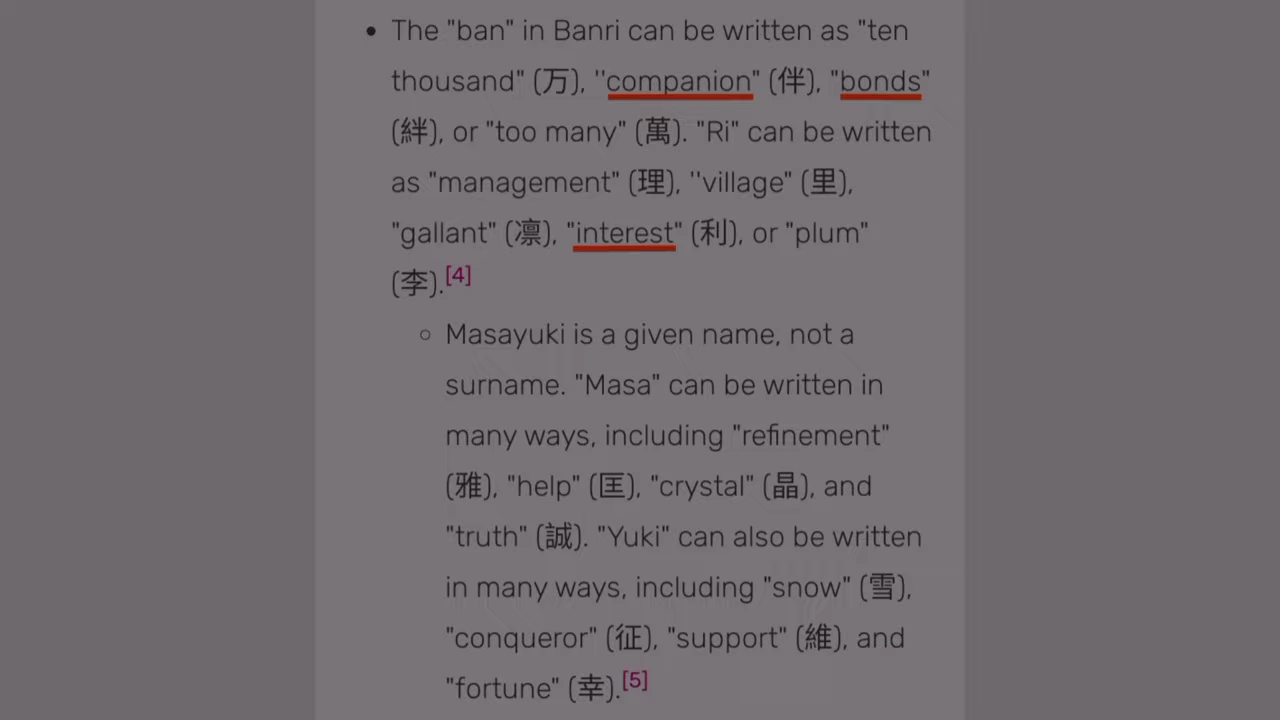 The "ban" in Banri can be written as "ten
thousand" (万), ''companion" (伴), "bonds"
(絆), or "too many" (萬). "Ri" can be written
as "management" (理), ''village" (里),
"gallant" (凛), "interest" (利), or "plum"
(李).[4]
Masayuki is a given name, not a
surname. "Masa" can be written in
many ways, including "refinement"
(雅), "help" (匡), "crystal" (晶), and
"truth" (誠). "Yuki" can also be written
in many ways, including "snow" (雪),
"conqueror" (征), "support" (維), and
"fortune" (幸).[5]